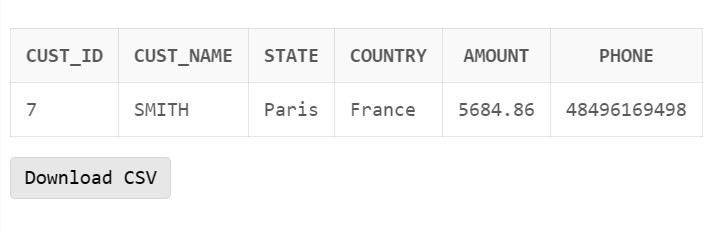 CUST_ID CUST_NAME STATE COUNTRY AMOUNT PHONE
7 SMITH Paris France 5684.86 48496169498
Download CSV